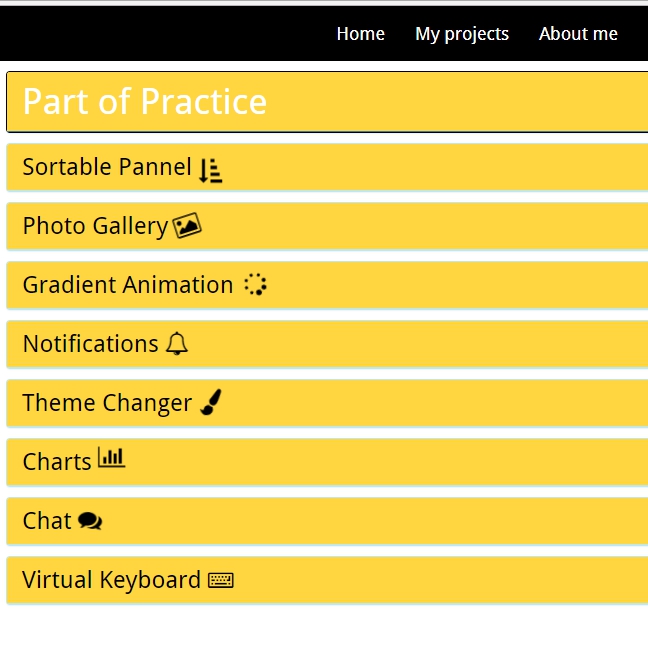 Home My projects About me
Part of Practice
Sortable Pannel
Photo Gallery
Gradient Animation
Notifications
Theme Changer
Charts
Chat
Virtual Keyboard